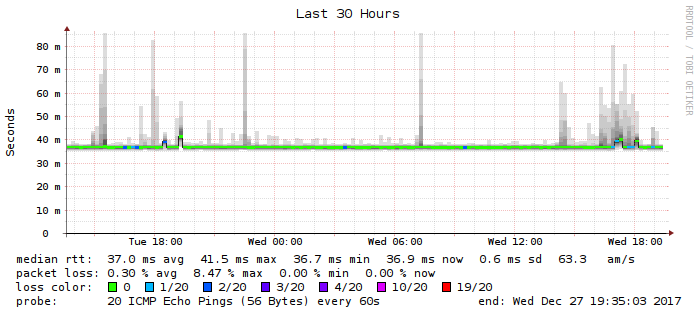 Last 30 Hours
RRDTOOL / TOBI OETIKER
Seconds
80 m
70 m
60 m
50 m
40 m
30 m
20 m
10 m
0
Tue 18:00 Wed 00:00 Wed 06:00 Wed 12:00 Wed 18:00
median rtt: 37.0 ms avg 41.5 ms max 36.7 ms min 36.9 ms now 0.6 ms sd 63.3 am/s
packet loss: 0.30 % avg 8.47 % max 0.00 % min 0.00 % now
loss color: 0 1/20 2/20 3/20 4/20 10/20 19/20
probe: 20 ICMP Echo Pings (56 Bytes) every 60s end: Wed Dec 27 19:35:03 2017